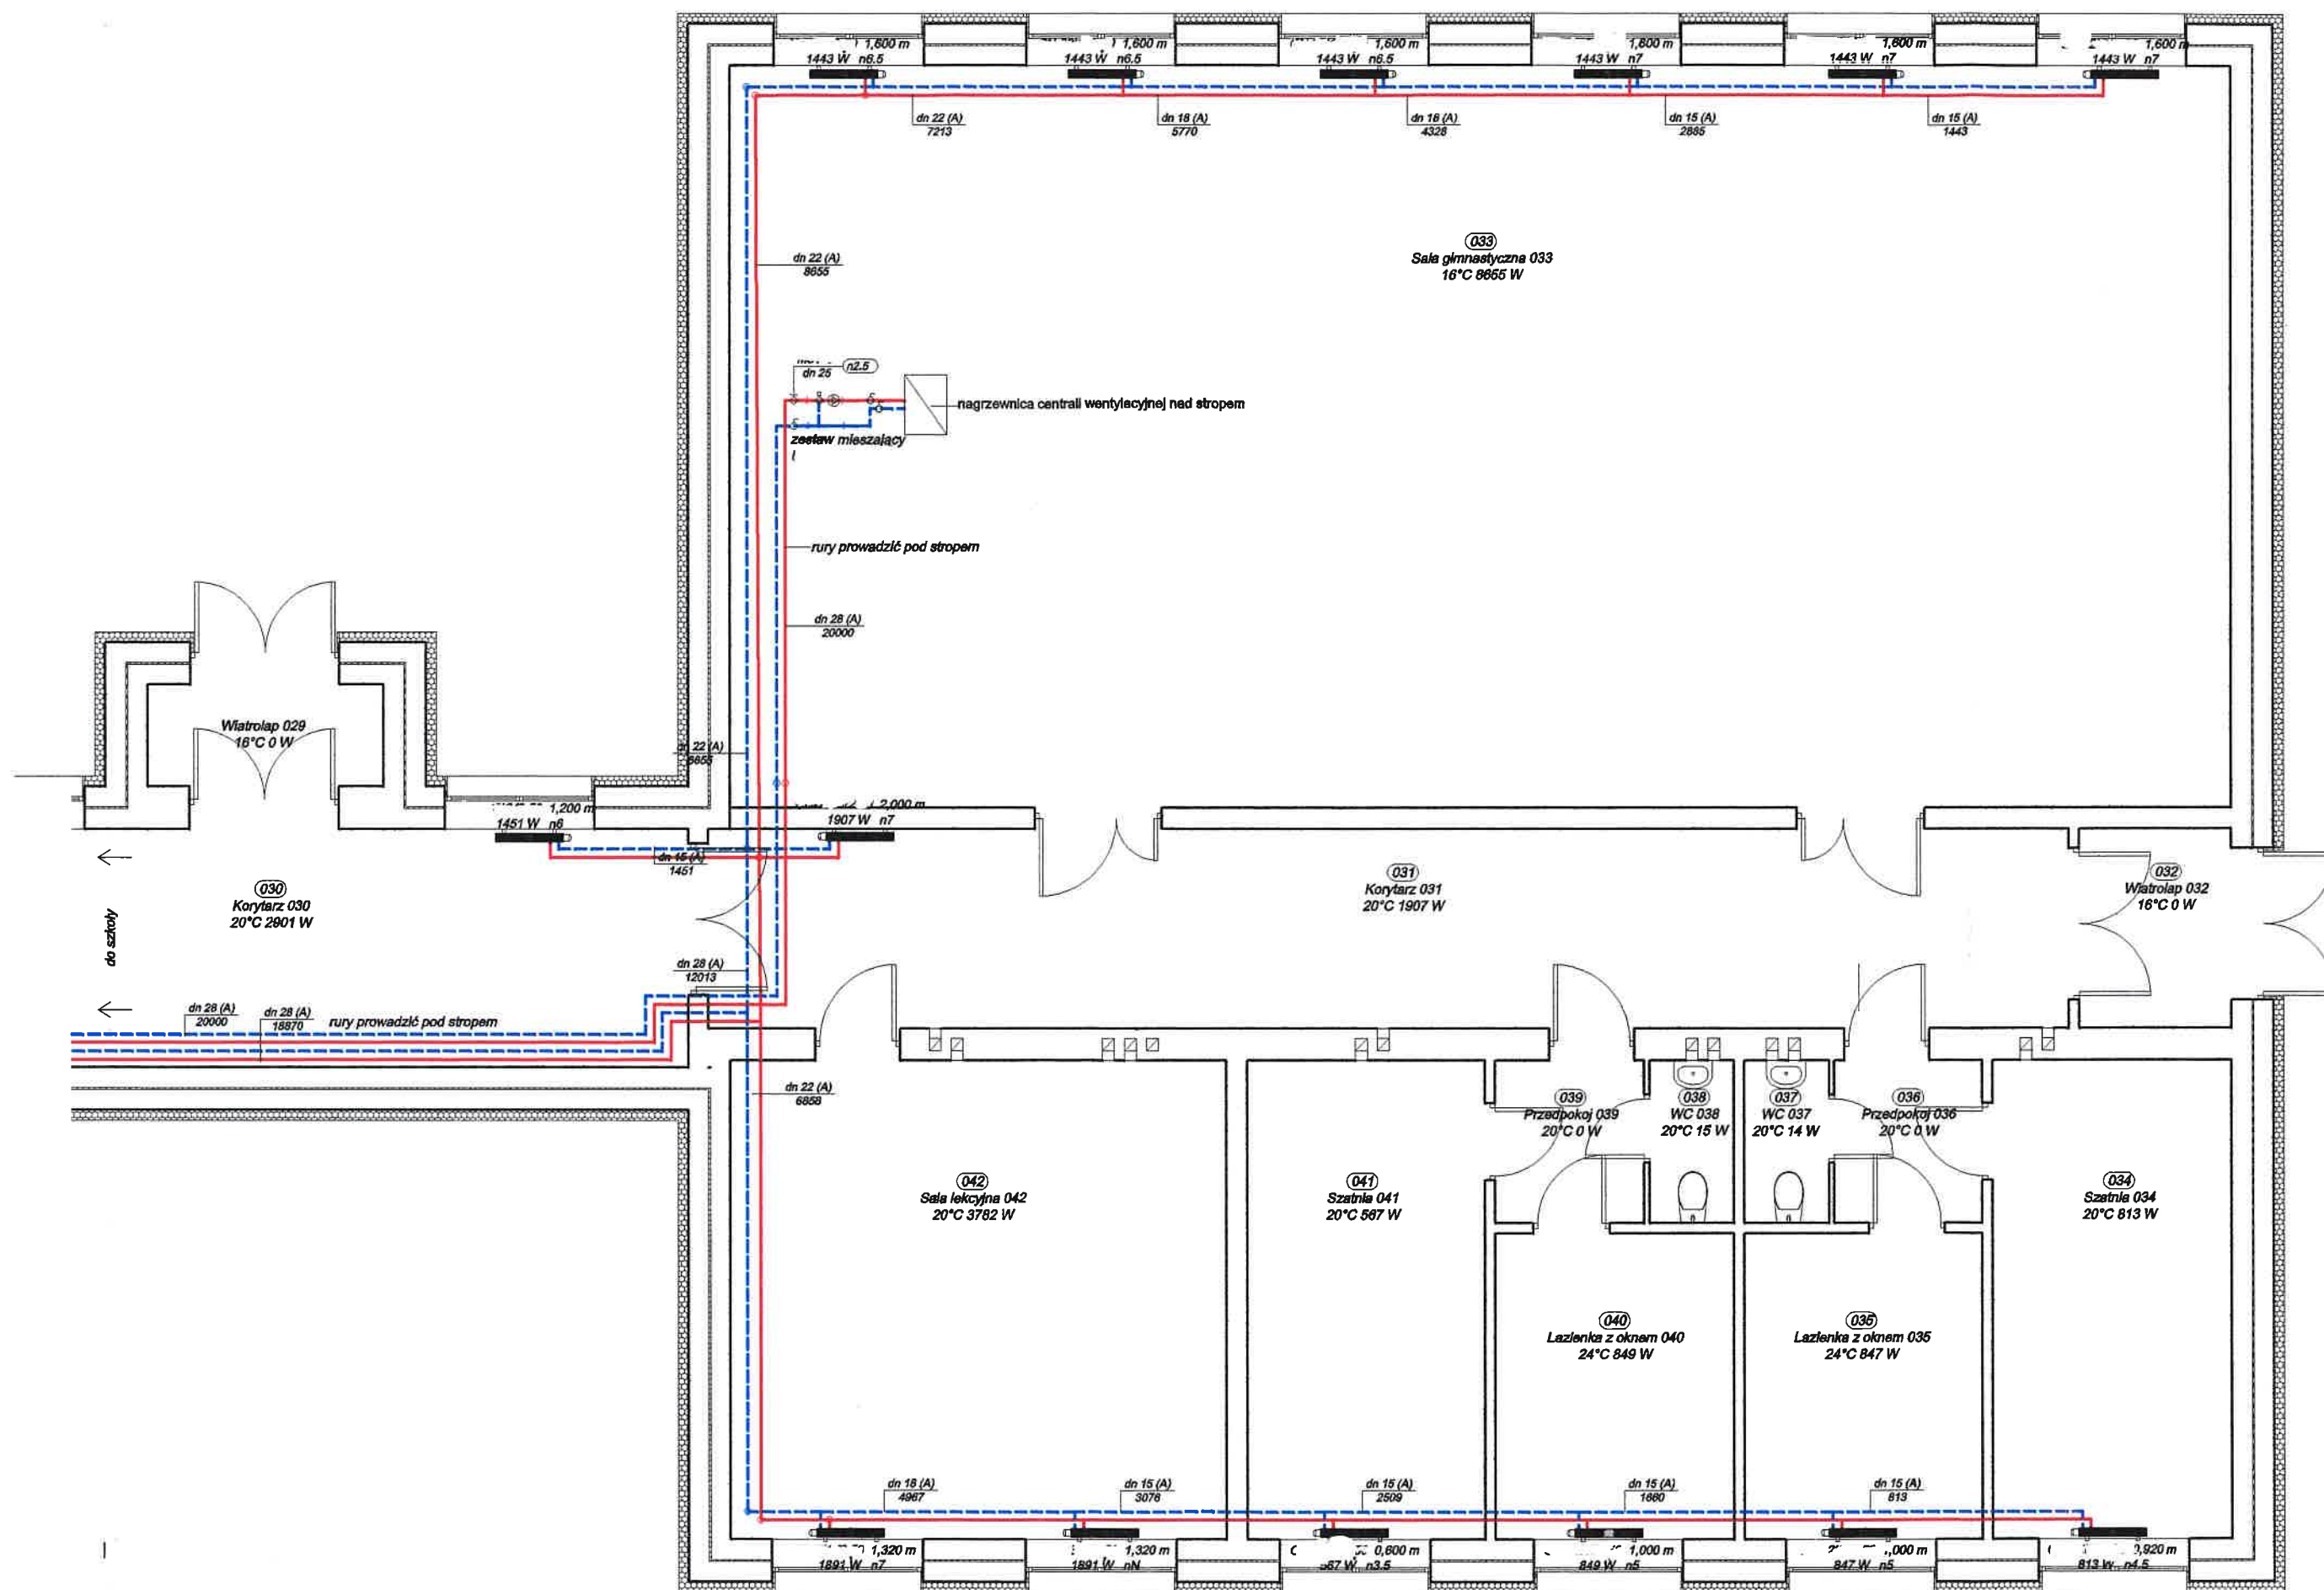 1,600 m
1443 W n6.5
1,600 m
1443 W n6.5
1,600 m
1443 W n6.5
1,600 m
1443 W n7
1,600 m
1443 W n7
1,600 m
1443 W n7
dn 22 (A)
7213
dn 18 (A)
5770
dn 18 (A)
4328
dn 15 (A)
2885
dn 15 (A)
1443
dn 22 (A)
8655
033
Sala gimnastyczna 033
16°C 8655 W
n2.5
dn 25
nagrzewnica centrali wentylacyjnej nad stropem
zestaw mieszający
rury prowadzić pod stropem
dn 28 (A)
20000
Wiatrolap 029
16°C 0 W
dn 22 (A)
8655
1,200 m
1451 W n6
2,000 m
1907 W n7
dn 15 (A)
1451
030
Korytarz 030
20°C 2901 W
031
Korytarz 031
20°C 1907 W
032
Wiatrolap 032
16°C 0 W
do szkoły
dn 28 (A)
12013
dn 28 (A)
20000
dn 28 (A)
18870
rury prowadzić pod stropem
dn 22 (A)
6858
039
Przedpokoj 039
20°C 0 W
038
WC 038
20°C 15 W
037
WC 037
20°C 14 W
036
Przedpokoj 036
20°C 0 W
042
Sala lekcyjna 042
20°C 3782 W
041
Szatnia 041
20°C 567 W
034
Szatnia 034
20°C 813 W
040
Lazienka z oknem 040
24°C 849 W
035
Lazienka z oknem 035
24°C 847 W
dn 18 (A)
4967
dn 15 (A)
3076
dn 15 (A)
2509
dn 15 (A)
1660
dn 15 (A)
813
1,320 m
1891 W n7
1,320 m
1891 W nN
0,600 m
567 W n3.5
1,000 m
849 W n5
,000 m
847 W n5
,920 m
813 W n4.5